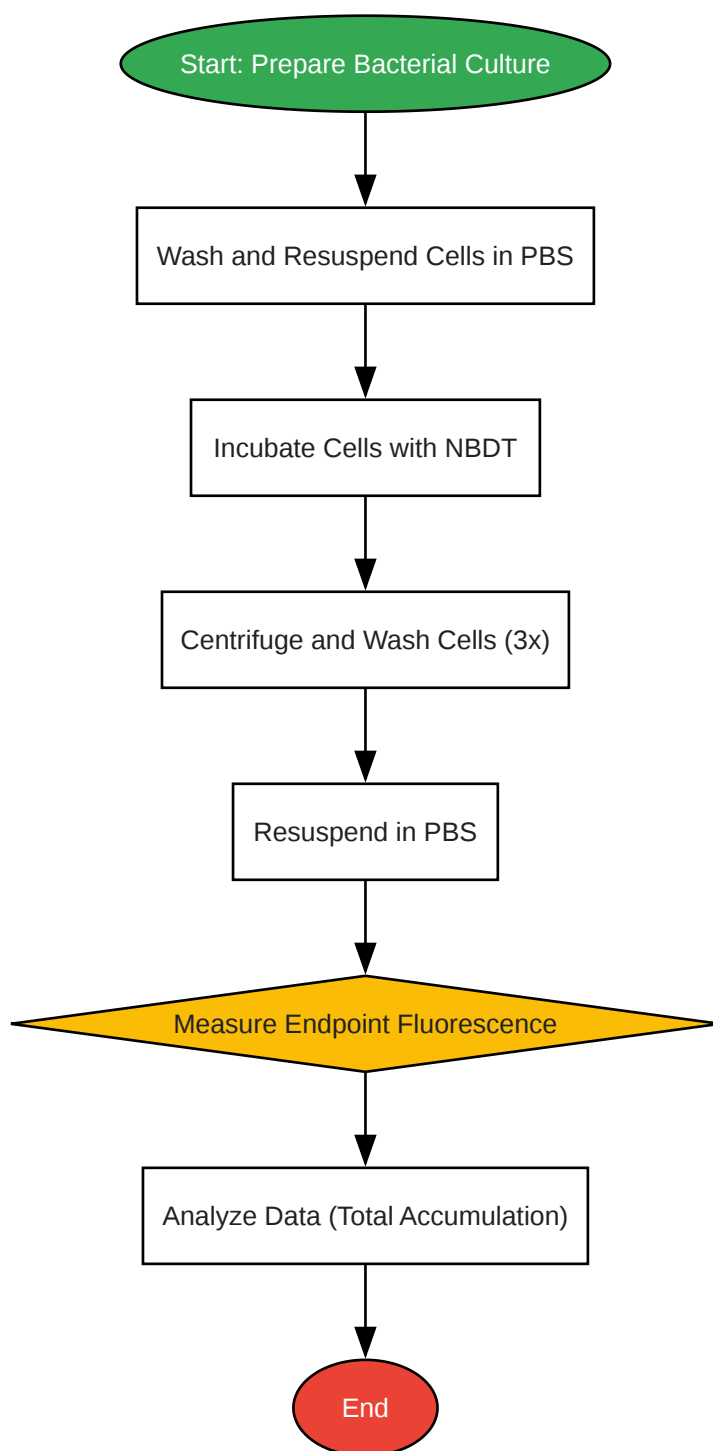 Start: Prepare Bacterial Culture
Wash and Resuspend Cells in PBS
Incubate Cells with NBDT
Centrifuge and Wash Cells (3x)
Resuspend in PBS
Measure Endpoint Fluorescence
Analyze Data (Total Accumulation)
End